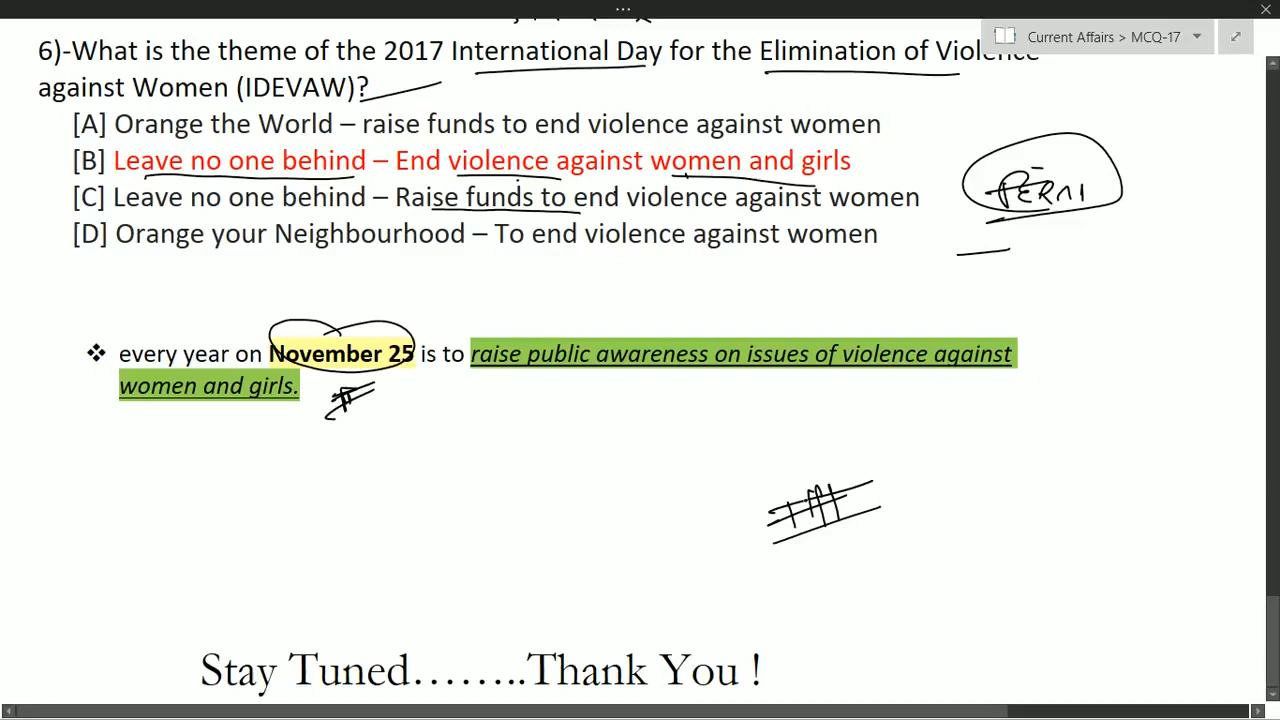 Current Affairs > MCQ-17
6)-What is the theme of the 2017 International Day for the Elimination of Violence
against Women (IDEVAW)?
[A] Orange the World – raise funds to end violence against women
[B] Leave no one behind – End violence against women and girls
[C] Leave no one behind – Raise funds to end violence against women
[D] Orange your Neighbourhood – To end violence against women
❖ every year on November 25 is to raise public awareness on issues of violence against
women and girls.
Stay Tuned........Thank You !